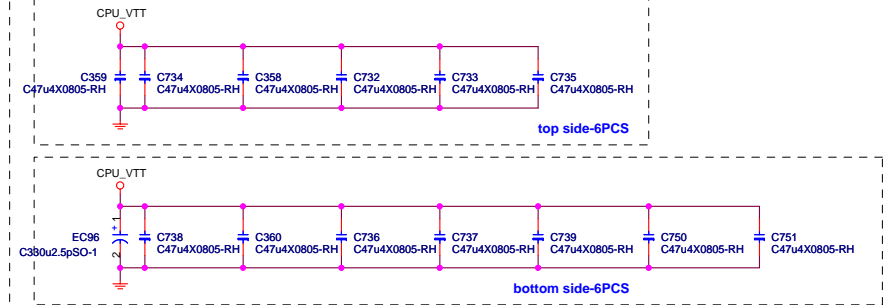 CPU_VTT
C359
C47u4X0805-RH
C734
C47u4X0805-RH
C358
C47u4X0805-RH
C732
C47u4X0805-RH
C733
C47u4X0805-RH
C735
C47u4X0805-RH
top side-6PCS
CPU_VTT
1
+
EC96
C330u2.5pSO-1
2
C738
C47u4X0805-RH
C360
C47u4X0805-RH
C736
C47u4X0805-RH
C737
C47u4X0805-RH
C739
C47u4X0805-RH
C750
C47u4X0805-RH
C751
C47u4X0805-RH
bottom side-6PCS